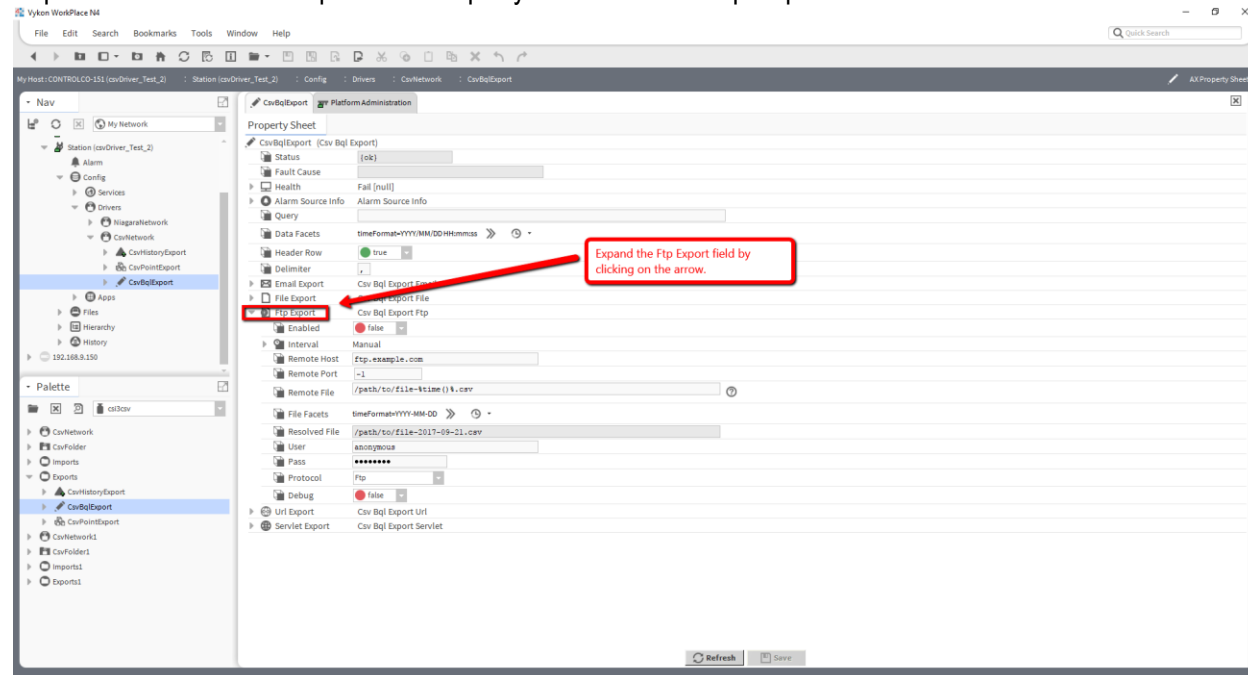 Vykon WorkPlace N4
File Edit Search Bookmarks Tools Window Help
Quick Search
My Host : CONTROLCO-151 (csvDriver_Test_2) : Station (csvDriver_Test_2) : Config : Drivers : CsvNetwork : CsvBqlExport
AX Property Sheet
Nav
My Network
Station (csvDriver_Test_2)
Alarm
Config
Services
Drivers
NiagaraNetwork
CsvNetwork
CsvHistoryExport
CsvPointExport
CsvBqlExport
Apps
Files
Hierarchy
History
192.168.9.150
Palette
csi3csv
CsvNetwork
CsvFolder
Imports
Exports
CsvHistoryExport
CsvBqlExport
CsvPointExport
CsvNetwork1
CsvFolder1
Imports1
Exports1
CsvBqlExport Platform Administration
Property Sheet
CsvBqlExport (Csv Bql Export)
Status {ok}
Fault Cause
Health Fail [null]
Alarm Source Info Alarm Source Info
Query
Data Facets timeFormat=YYYY/MM/DD HH:mm:ss
Header Row true
Delimiter ,
Email Export Csv Bql Export Email
File Export Csv Bql Export File
Ftp Export Csv Bql Export Ftp
Enabled false
Interval Manual
Remote Host ftp.example.com
Remote Port -1
Remote File /path/to/file-%time()%.csv
File Facets timeFormat=YYYY-MM-DD
Resolved File /path/to/file-2017-09-21.csv
User anonymous
Pass ••••••••
Protocol Ftp
Debug false
Url Export Csv Bql Export Url
Servlet Export Csv Bql Export Servlet
Expand the Ftp Export field by
clicking on the arrow.
Refresh Save